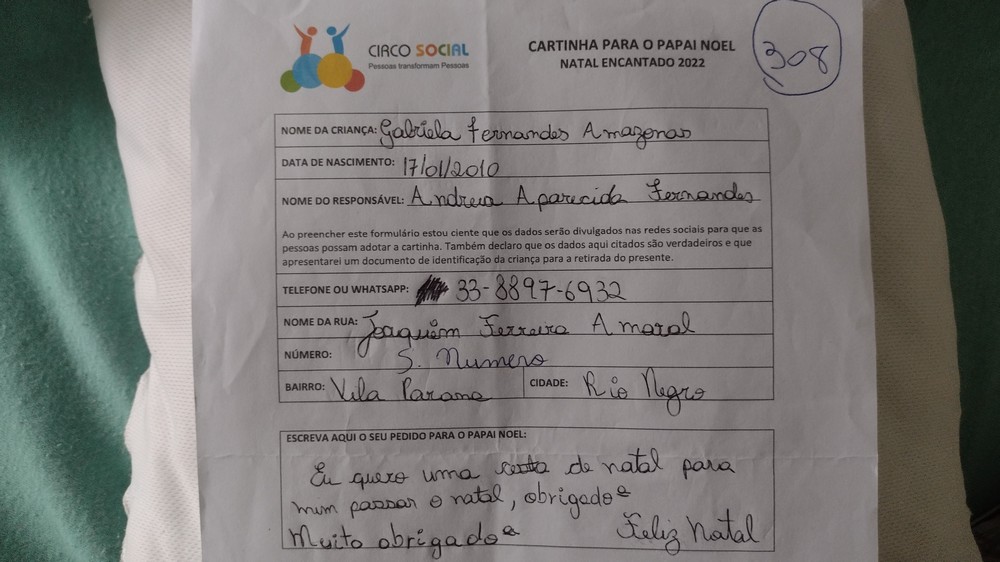 CIRCO SOCIAL
Pessoas transformam Pessoas
CARTINHA PARA O PAPAI NOEL
NATAL ENCANTADO 2022
308
NOME DA CRIANÇA: Gabriela Fernandes Amazonas
DATA DE NASCIMENTO: 17/01/2010
NOME DO RESPONSÁVEL: Andreia Aparecida Fernandes
Ao preencher este formulário estou ciente que os dados serão divulgados nas redes sociais para que as
pessoas possam adotar a cartinha. Também declaro que os dados aqui citados são verdadeiros e que
apresentarei um documento de identificação da criança para a retirada do presente.
TELEFONE OU WHATSAPP: 33-8897-6932
NOME DA RUA: Joaquim Ferreira Amaral
NÚMERO: S. Numero
BAIRRO: Vila Parana CIDADE: Rio Negro
ESCREVA AQUI O SEU PEDIDO PARA O PAPAI NOEL:
Eu quero uma sexta de natal para
mim passar o natal, obrigado
Muito obrigado Feliz Natal